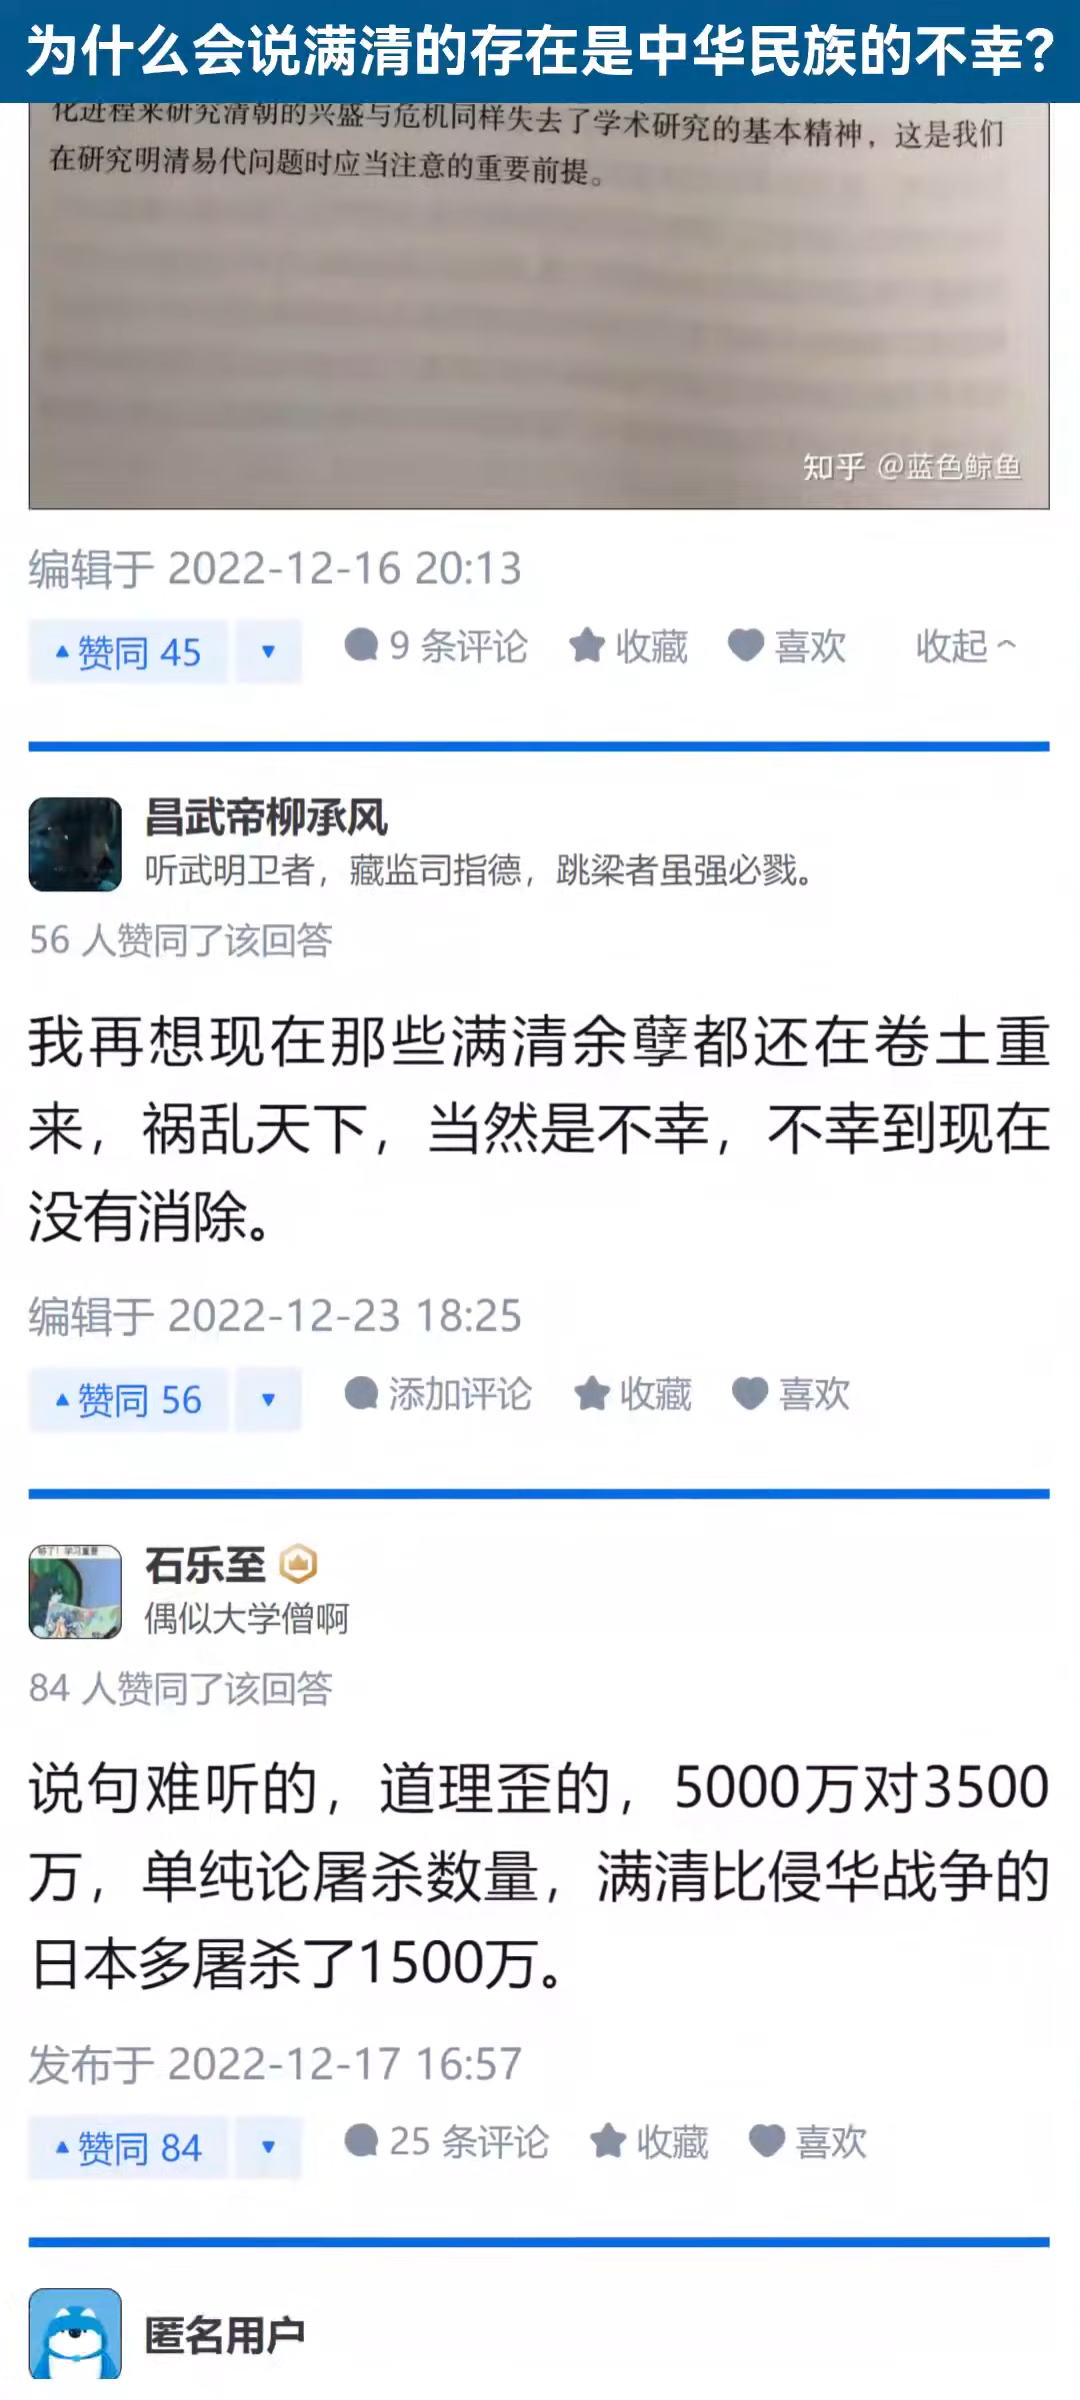 为什么会说满清的存在是中华民族的不幸?
化进程来研究清朝的兴盛与危机同样失去了学术研究的基本精神，这是我们
在研究明清易代问题时应当注意的重要前提。
知乎 @蓝色鲸鱼
编辑于 2022-12-16 20:13
赞同 45
9 条评论
收藏
喜欢
收起
昌武帝柳承风
听武明卫者，藏监司指德，跳梁者虽强必戮。
56 人赞同了该回答
我再想现在那些满清余孽都还在卷土重
来，祸乱天下，当然是不幸，不幸到现在
没有消除。
编辑于 2022-12-23 18:25
赞同 56
添加评论
收藏
喜欢
够了！学习重要
石乐至
偶似大学僧啊
84 人赞同了该回答
说句难听的，道理歪的，5000万对3500
万，单纯论屠杀数量，满清比侵华战争的
日本多屠杀了1500万。
发布于 2022-12-17 16:57
赞同 84
25 条评论
收藏
喜欢
匿名用户